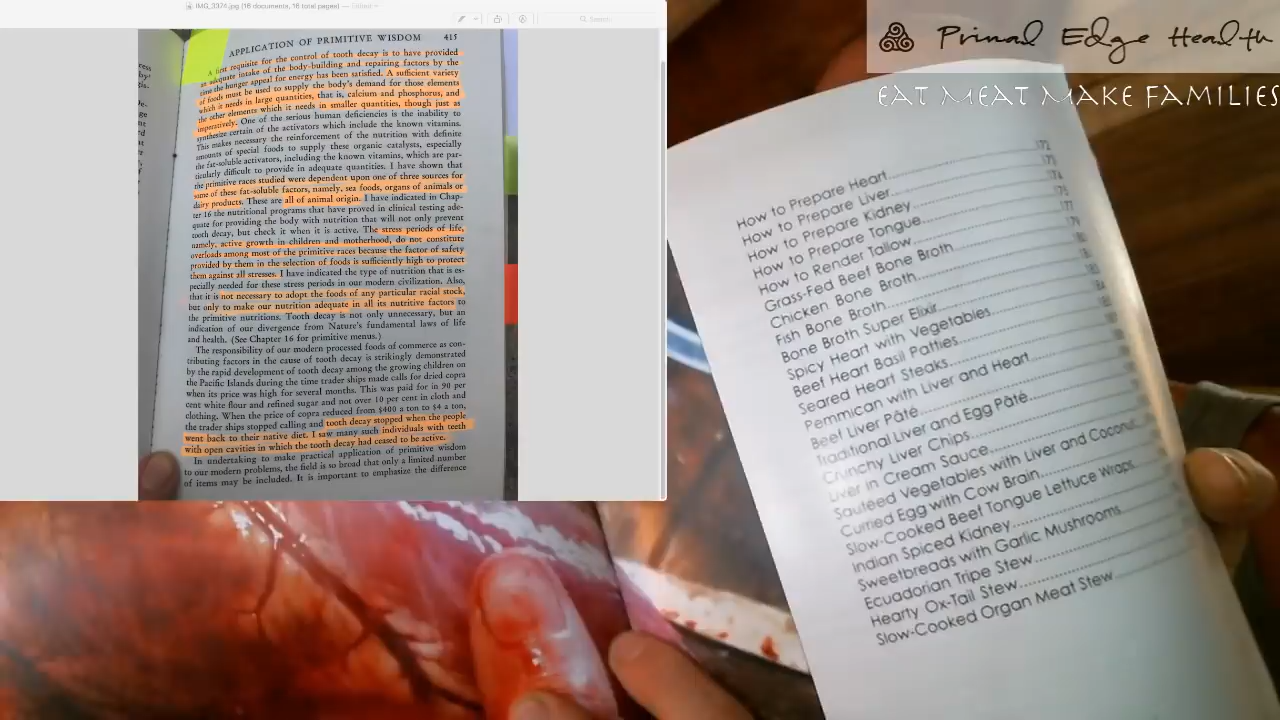 IMG_3374.jpg (16 documents, 16 total pages) — Edited
Search
APPLICATION OF PRIMITIVE WISDOM 415
A first requisite for the control of tooth decay is to have provided
an adequate intake of the body-building and repairing factors by the
time the hunger appeal for energy has been satisfied. A sufficient variety
of foods must be used to supply the body's demand for those elements
which it needs in large quantities, that is, calcium and phosphorus, and
the other elements which it needs in smaller quantities, though just as
imperatively. One of the serious human deficiencies is the inability to
synthesize certain of the activators which include the known vitamins.
This makes necessary the reinforcement of the nutrition with definite
amounts of special foods to supply these organic catalysts, especially
the fat-soluble activators, including the known vitamins, which are par-
ticularly difficult to provide in adequate quantities. I have shown that
the primitive races studied were dependent upon one of three sources for
some of these fat-soluble factors, namely, sea foods, organs of animals or
dairy products. These are all of animal origin. I have indicated in Chap-
ter 16 the nutritional programs that have proved in clinical testing ade-
quate for providing the body with nutrition that will not only prevent
tooth decay, but check it when it is active. The stress periods of life,
namely, active growth in children and motherhood, do not constitute
overloads among most of the primitive races because the factor of safety
provided by them in the selection of foods is sufficiently high to protect
them against all stresses. I have indicated the type of nutrition that is es-
pecially needed for these stress periods in our modern civilization. Also,
that it is not necessary to adopt the foods of any particular racial stock,
but only to make our nutrition adequate in all its nutritive factors to
the primitive nutritions. Tooth decay is not only unnecessary, but an
indication of our divergence from Nature's fundamental laws of life
and health. (See Chapter 16 for primitive menus.)
The responsibility of our modern processed foods of commerce as con-
tributing factors in the cause of tooth decay is strikingly demonstrated
by the rapid development of tooth decay among the growing children on
the Pacific Islands during the time trader ships made calls for dried copra
when its price was high for several months. This was paid for in 90 per
cent white flour and refined sugar and not over 10 per cent in cloth and
clothing. When the price of copra reduced from $400 a ton to $4 a ton,
the trader ships stopped calling and tooth decay stopped when the people
went back to their native diet. I saw many such individuals with teeth
with open cavities in which the tooth decay had ceased to be active.
In undertaking to make practical application of primitive wisdom
to our modern problems, the field is so broad that only a limited number
of items may be included. It is important to emphasize the difference
Primal Edge Health
EAT MEAT MAKE FAMILIES
How to Prepare Heart 172
How to Prepare Liver 173
How to Prepare Kidney 174
How to Prepare Tongue 175
How to Render Tallow 177
Grass-Fed Beef Bone Broth 179
Chicken Bone Broth
Fish Bone Broth
Bone Broth Super Elixir
Spicy Heart with Vegetables
Beef Heart Basil Patties
Seared Heart Steaks
Pemmican with Liver and Heart
Beef Liver Pâté
Traditional Liver and Egg Pâté
Crunchy Liver Chips
Liver in Cream Sauce
Sautéed Vegetables with Liver and Coconut
Curried Egg with Cow Brain
Slow-Cooked Beef Tongue Lettuce Wraps
Indian Spiced Kidney
Sweetbreads with Garlic Mushrooms
Ecuadorian Tripe Stew
Hearty Ox-Tail Stew
Slow-Cooked Organ Meat Stew